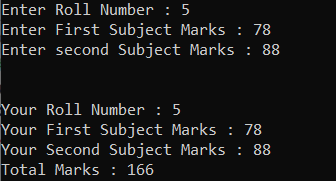 Enter Roll Number : 5
Enter First Subject Marks : 78
Enter second Subject Marks : 88
Your Roll Number : 5
Your First Subject Marks : 78
Your Second Subject Marks : 88
Total Marks : 166